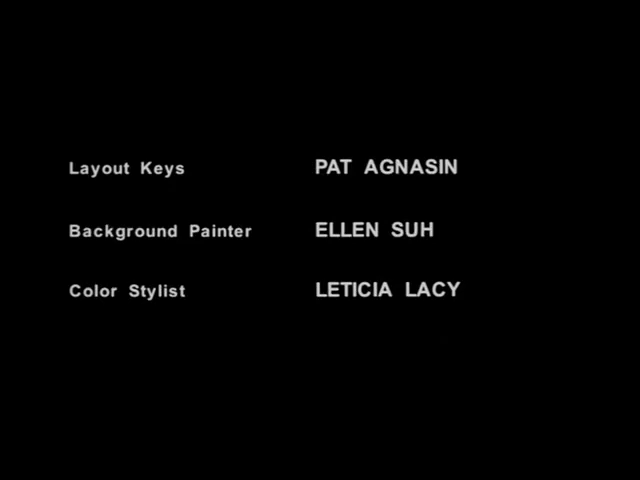 Layout Keys PAT AGNASIN
Background Painter ELLEN SUH
Color Stylist LETICIA LACY